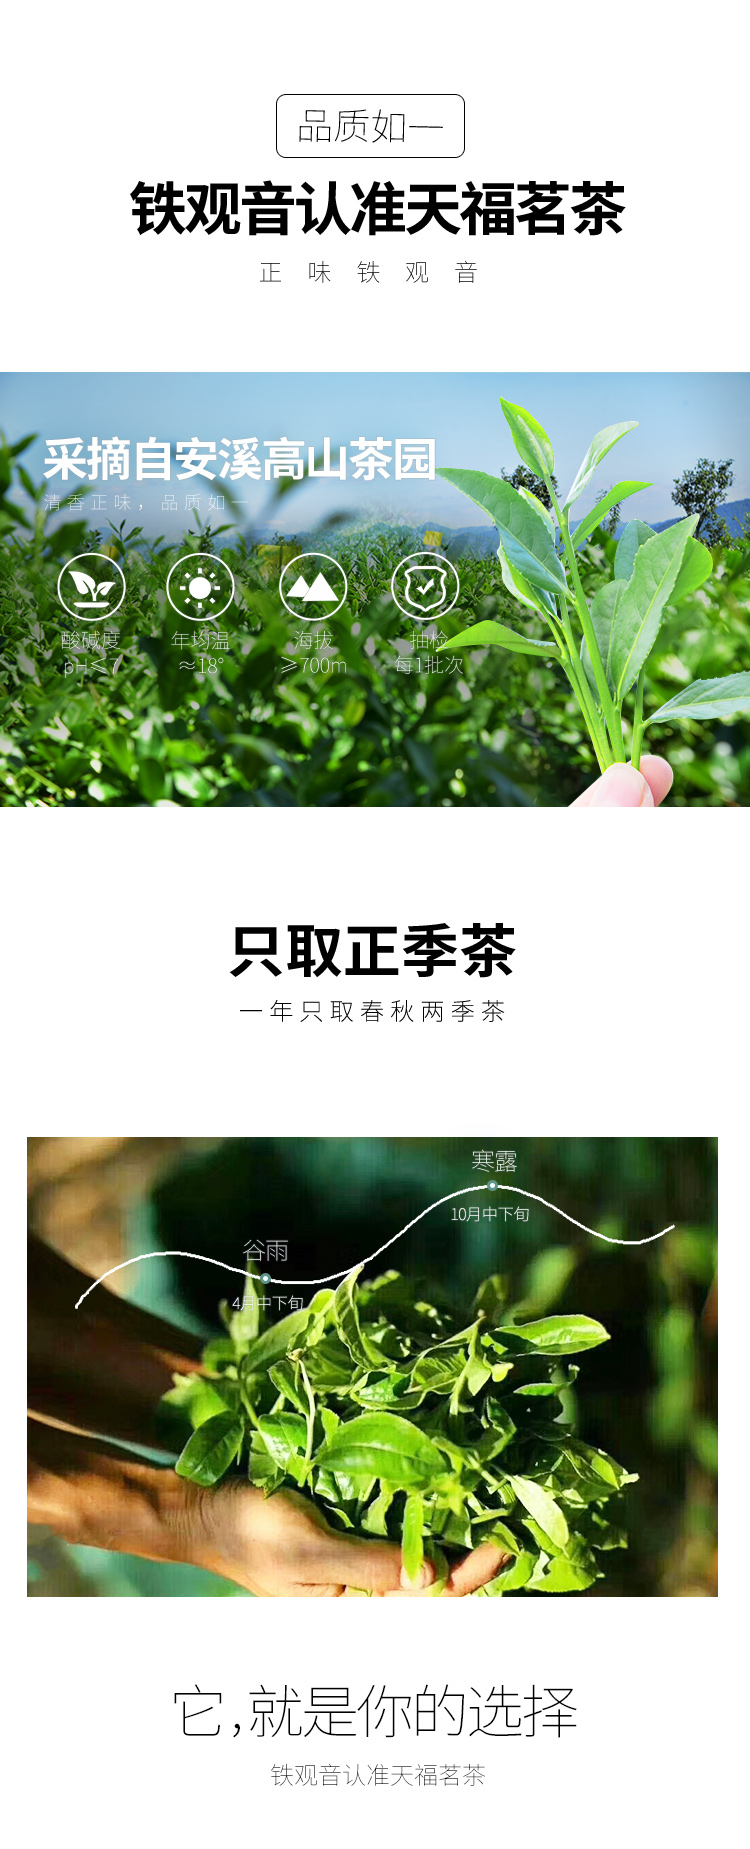 品质如一
铁观音认准天福茗茶
正味铁观音
采摘自安溪高山茶园
清香正味，品质如一
酸碱度 年均温 海拔 抽检
pH≤7 ≈18° ≥700m 每1批次
只取正季茶
一年只取春秋两季茶
寒露
10月中下旬
谷雨
4月中下旬
它,就是你的选择
铁观音认准天福茗茶